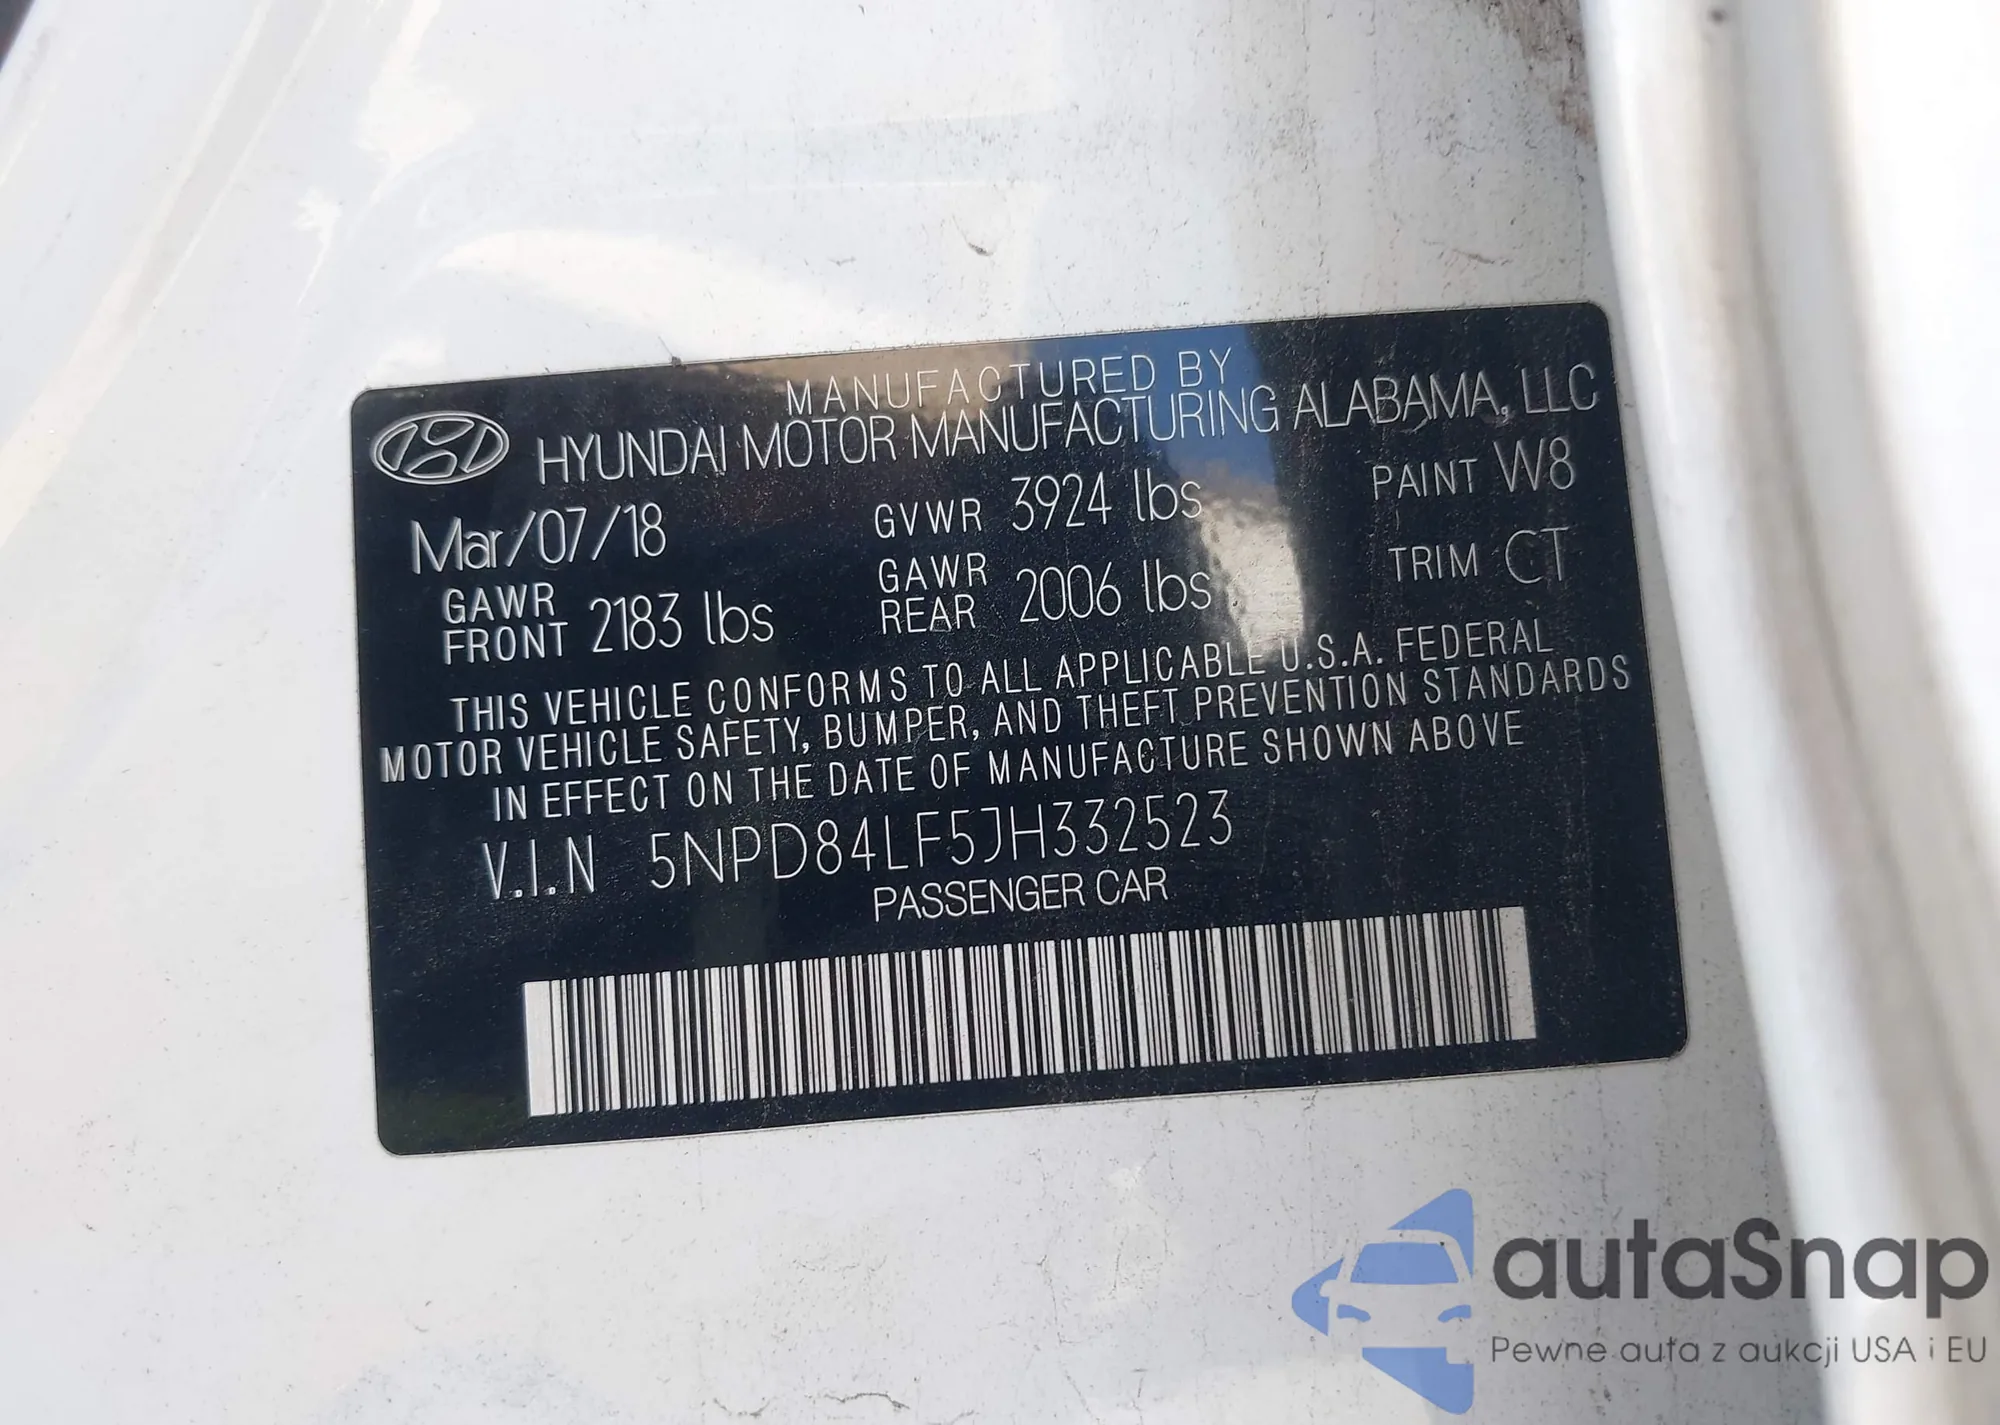 MANUFACTURED BY
HYUNDAI MOTOR MANUFACTURING ALABAMA, LLC
Mar/07/18 GVWR 3924 lbs PAINT W8
GAWR FRONT 2183 lbs GAWR REAR 2006 lbs TRIM CT
THIS VEHICLE CONFORMS TO ALL APPLICABLE U.S.A. FEDERAL
MOTOR VEHICLE SAFETY, BUMPER, AND THEFT PREVENTION STANDARDS
IN EFFECT ON THE DATE OF MANUFACTURE SHOWN ABOVE
V.I.N 5NPD84LF5JH332523
PASSENGER CAR
autaSnap
Pewne auta z aukcji USA i EU